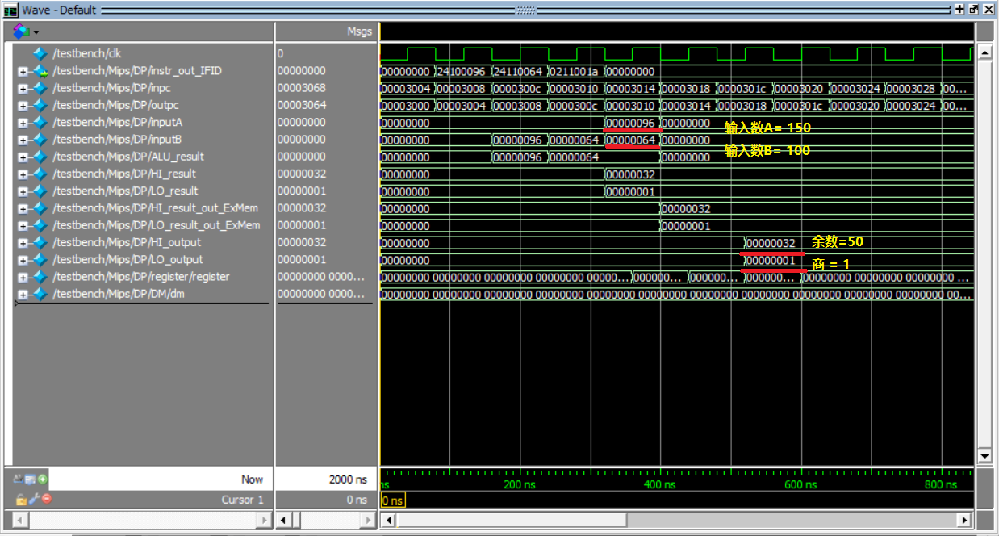 Wave - Default
Msgs
/testbench/clk 0
/testbench/Mips/DP/instr_out_IFID 00000000 00000000 24100096 24110064 0211001a 00000000
/testbench/Mips/DP/inpc 00003068 00003004 00003008 0000300c 00003010 00003014 00003018 0000301c 00003020 00003024 00003028 00...
/testbench/Mips/DP/outpc 00003064 00003000 00003004 00003008 0000300c 00003010 00003014 00003018 0000301c 00003020 00003024 00...
/testbench/Mips/DP/inputA 00000000 00000000 00000096 00000000 输入数A= 150
/testbench/Mips/DP/inputB 00000000 00000000 00000096 00000064 00000064 00000000 输入数B= 100
/testbench/Mips/DP/ALU_result 00000000 00000000 00000096 00000064 00000000
/testbench/Mips/DP/HI_result 00000032 00000000 00000032
/testbench/Mips/DP/LO_result 00000001 00000000 00000001
/testbench/Mips/DP/HI_result_out_ExMem 00000032 00000000 00000032
/testbench/Mips/DP/LO_result_out_ExMem 00000001 00000000 00000001
/testbench/Mips/DP/HI_output 00000032 00000000 00000032 余数=50
/testbench/Mips/DP/LO_output 00000001 00000000 00000001 商 = 1
/testbench/Mips/DP/register/register 00000000 0000... 00000000 00000000 00000000 00000000 00000... 000000... 000000... 000000... 00000000 00000000 00000000 ...
/testbench/Mips/DP/DM/dm 00000000 0000... 00000000 00000000 00000000 00000000 00000000 00000000 00000000 00000000 00000000 00000000 00000000 00...
Now 2000 ns ns 200 ns 400 ns 600 ns 800 ns
Cursor 1 0 ns 0 ns